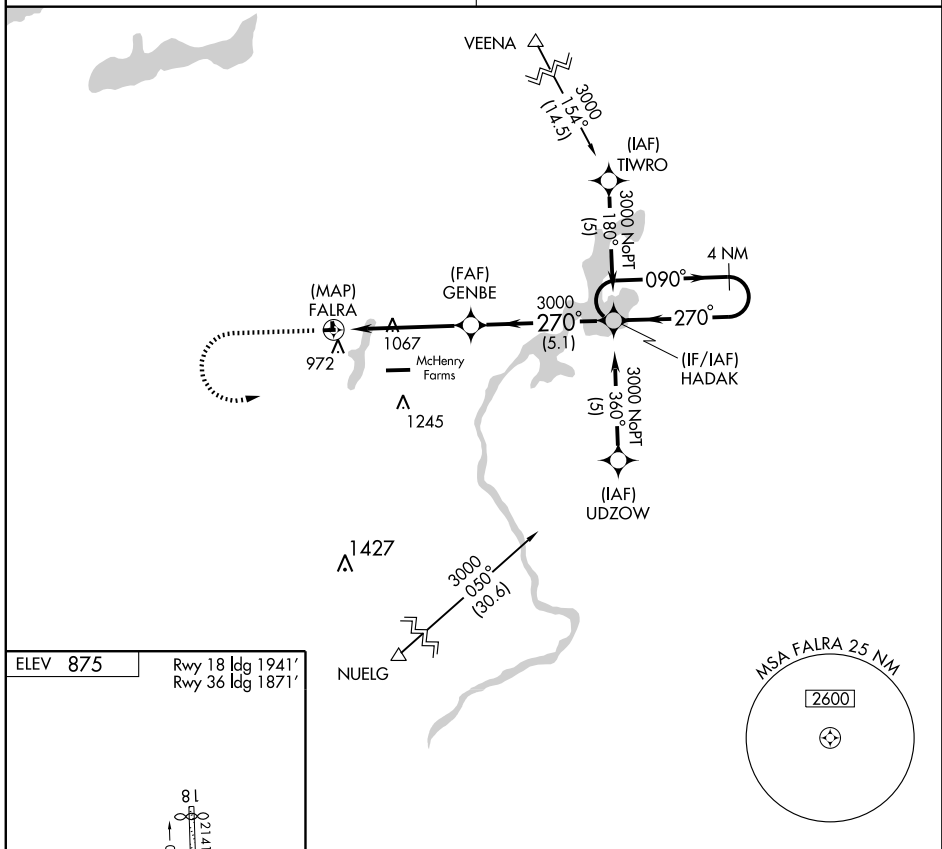 VEENA
3000
154°
(14.5)
(IAF)
TIWRO
3000 NoPT
180°
(5)
4 NM
090°
(FAF)
GENBE
(MAP)
FALRA
3000
270°
(5.1)
270°
972
1067
McHenry
Farms
(IF/IAF)
HADAK
1245
3000 NoPT
360°
(5)
(IAF)
UDZOW
1427
3000
050°
(30.6)
NUELG
MSA FALRA 25 NM
2600
ELEV 875
Rwy 18 ldg 1941'
Rwy 36 ldg 1871'
18